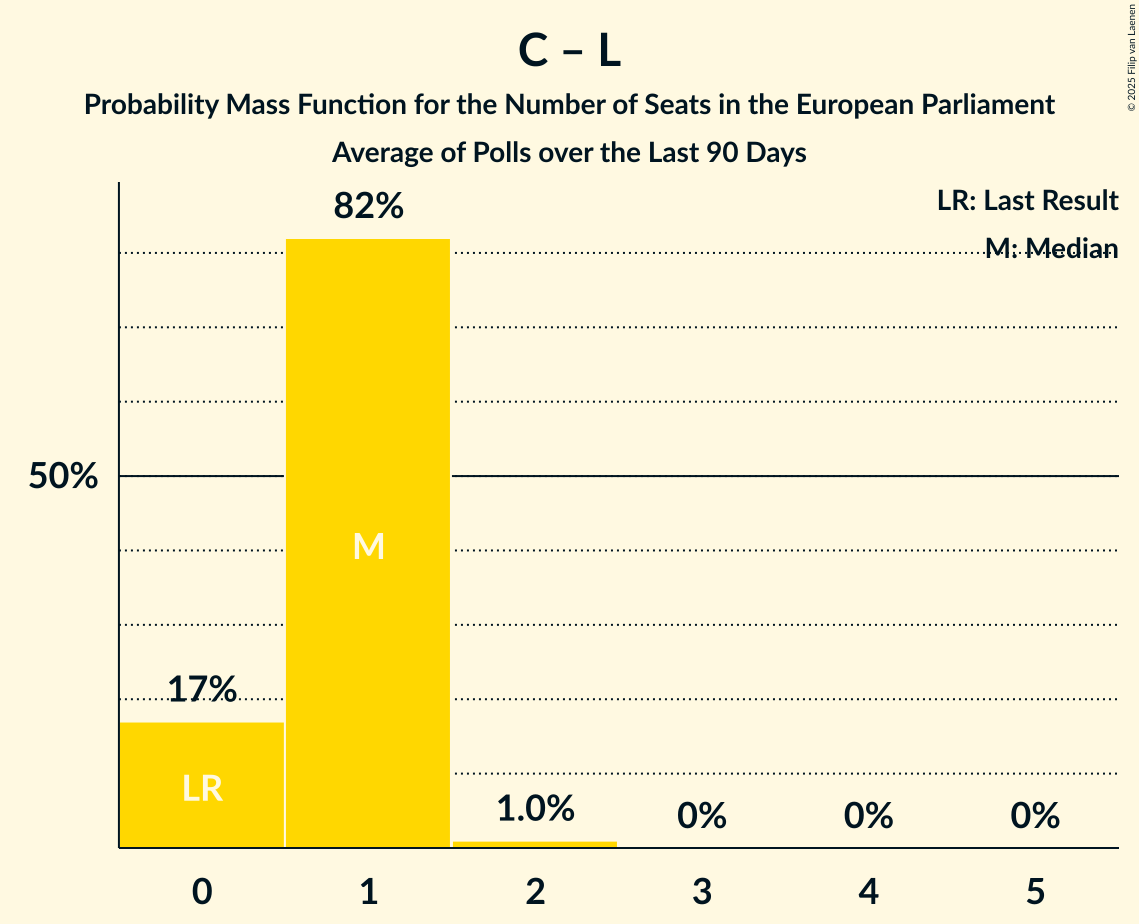 C – L
Probability Mass Function for the Number of Seats in the European Parliament
Average of Polls over the Last 90 Days
© 2025 Filip van Laenen
LR: Last Result
M: Median
82%
50%
M
17%
LR
1.0%
0%
0%
0%
0
1
2
3
4
5